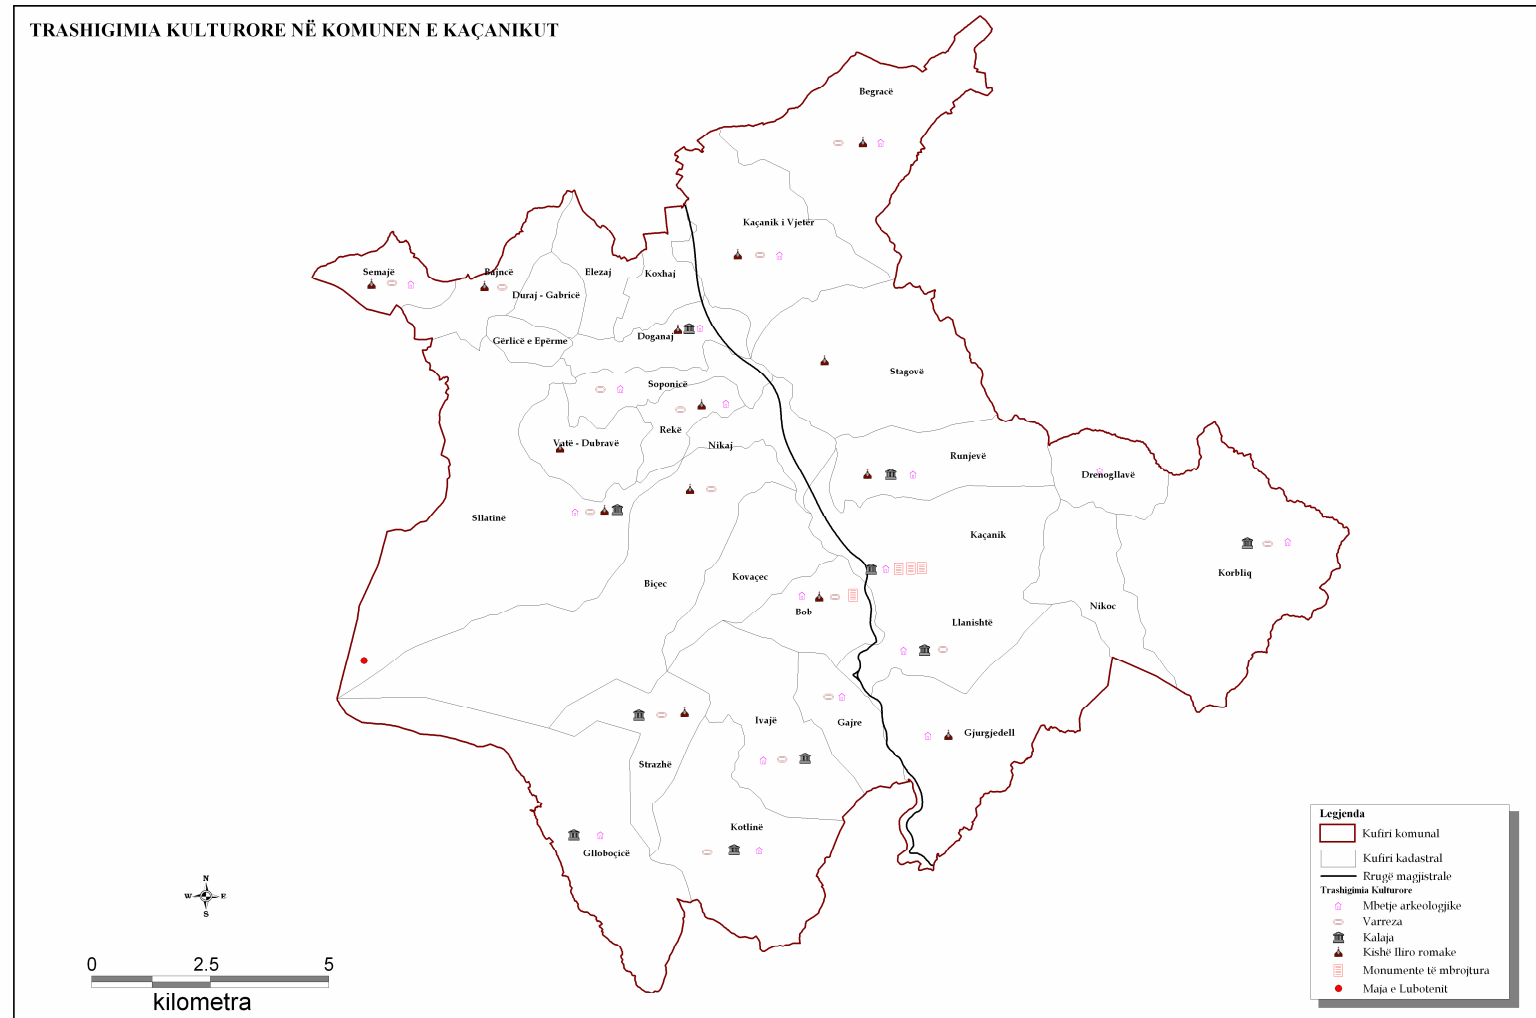 TRASHIGIMIA KULTURORE NË KOMUNEN E KAÇANIKUT
Begracë
Kaçanik i Vjetër
Semajë
Bajncë
Elezaj
Koxhaj
Duraj - Gabricë
Gërlicë e Epërme
Doganaj
Stagovë
Soponicë
Rekë
Vatë - Dubravë
Nikaj
Runjevë
Drenogllavë
Sllatinë
Kaçanik
Korbliq
Biçec
Kovaçec
Bob
Nikoc
Llanishtë
Ivajë
Gajre
Gjurgjedell
Strazhë
Kotlinë
Glloboçicë
N
W
E
S
0 2.5 5
kilometra
Legjenda
Kufiri komunal
Kufiri kadastral
Rrugë magjistrale
Trashigimia Kulturore
Mbetje arkeologjike
Varreza
Kalaja
Kishë Iliro romake
Monumente të mbrojtura
Maja e Lubotenit